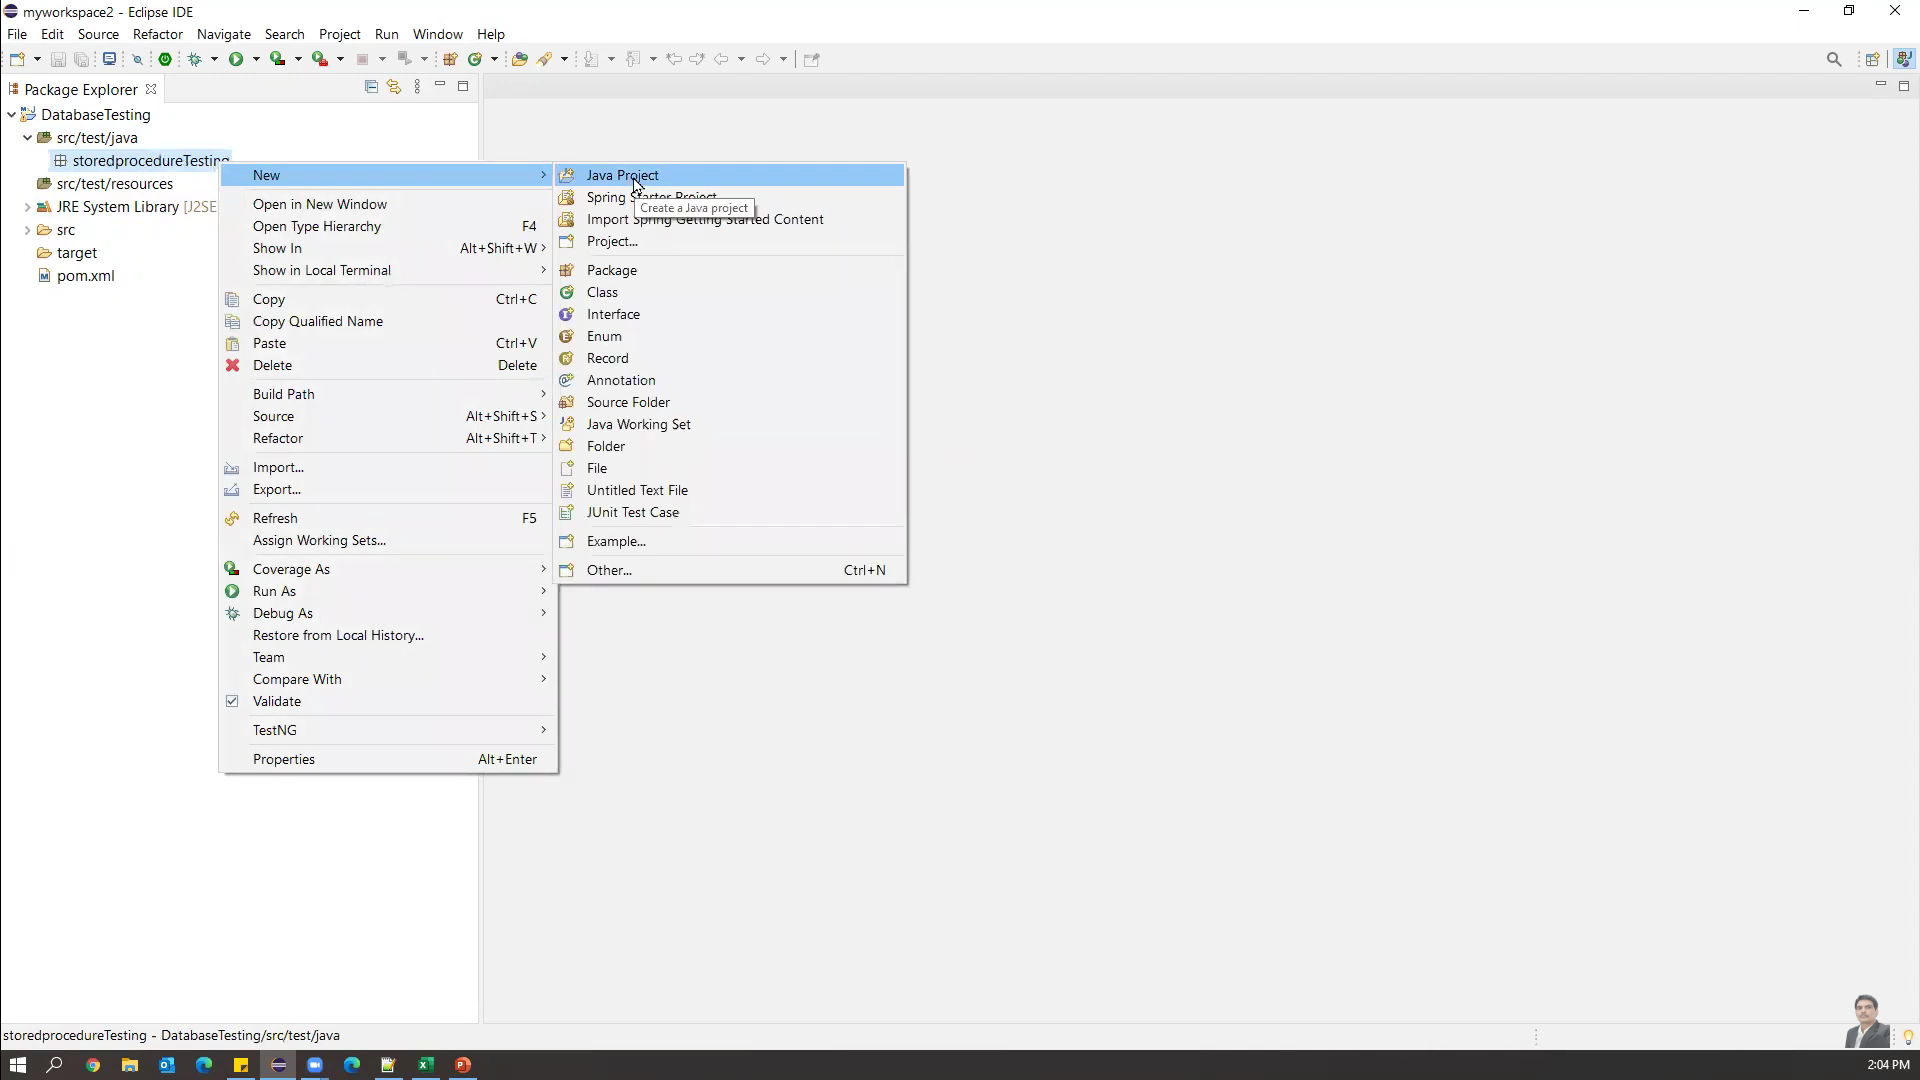 myworkspace2 - Eclipse IDE
File Edit Source Refactor Navigate Search Project Run Window Help
Package Explorer
DatabaseTesting
src/test/java
storedprocedureTesting
src/test/resources
JRE System Library [J2SE
src
target
pom.xml
New
Open in New Window
Open Type Hierarchy F4
Show In Alt+Shift+W
Show in Local Terminal
Copy Ctrl+C
Copy Qualified Name
Paste Ctrl+V
Delete Delete
Build Path
Source Alt+Shift+S
Refactor Alt+Shift+T
Import...
Export...
Refresh F5
Assign Working Sets...
Coverage As
Run As
Debug As
Restore from Local History...
Team
Compare With
Validate
TestNG
Properties Alt+Enter
Java Project
Spring Starter Project
Create a Java project
Import Spring Getting Started Content
Project...
Package
Class
Interface
Enum
Record
Annotation
Source Folder
Java Working Set
Folder
File
Untitled Text File
JUnit Test Case
Example...
Other... Ctrl+N
storedprocedureTesting - DatabaseTesting/src/test/java
2:04 PM